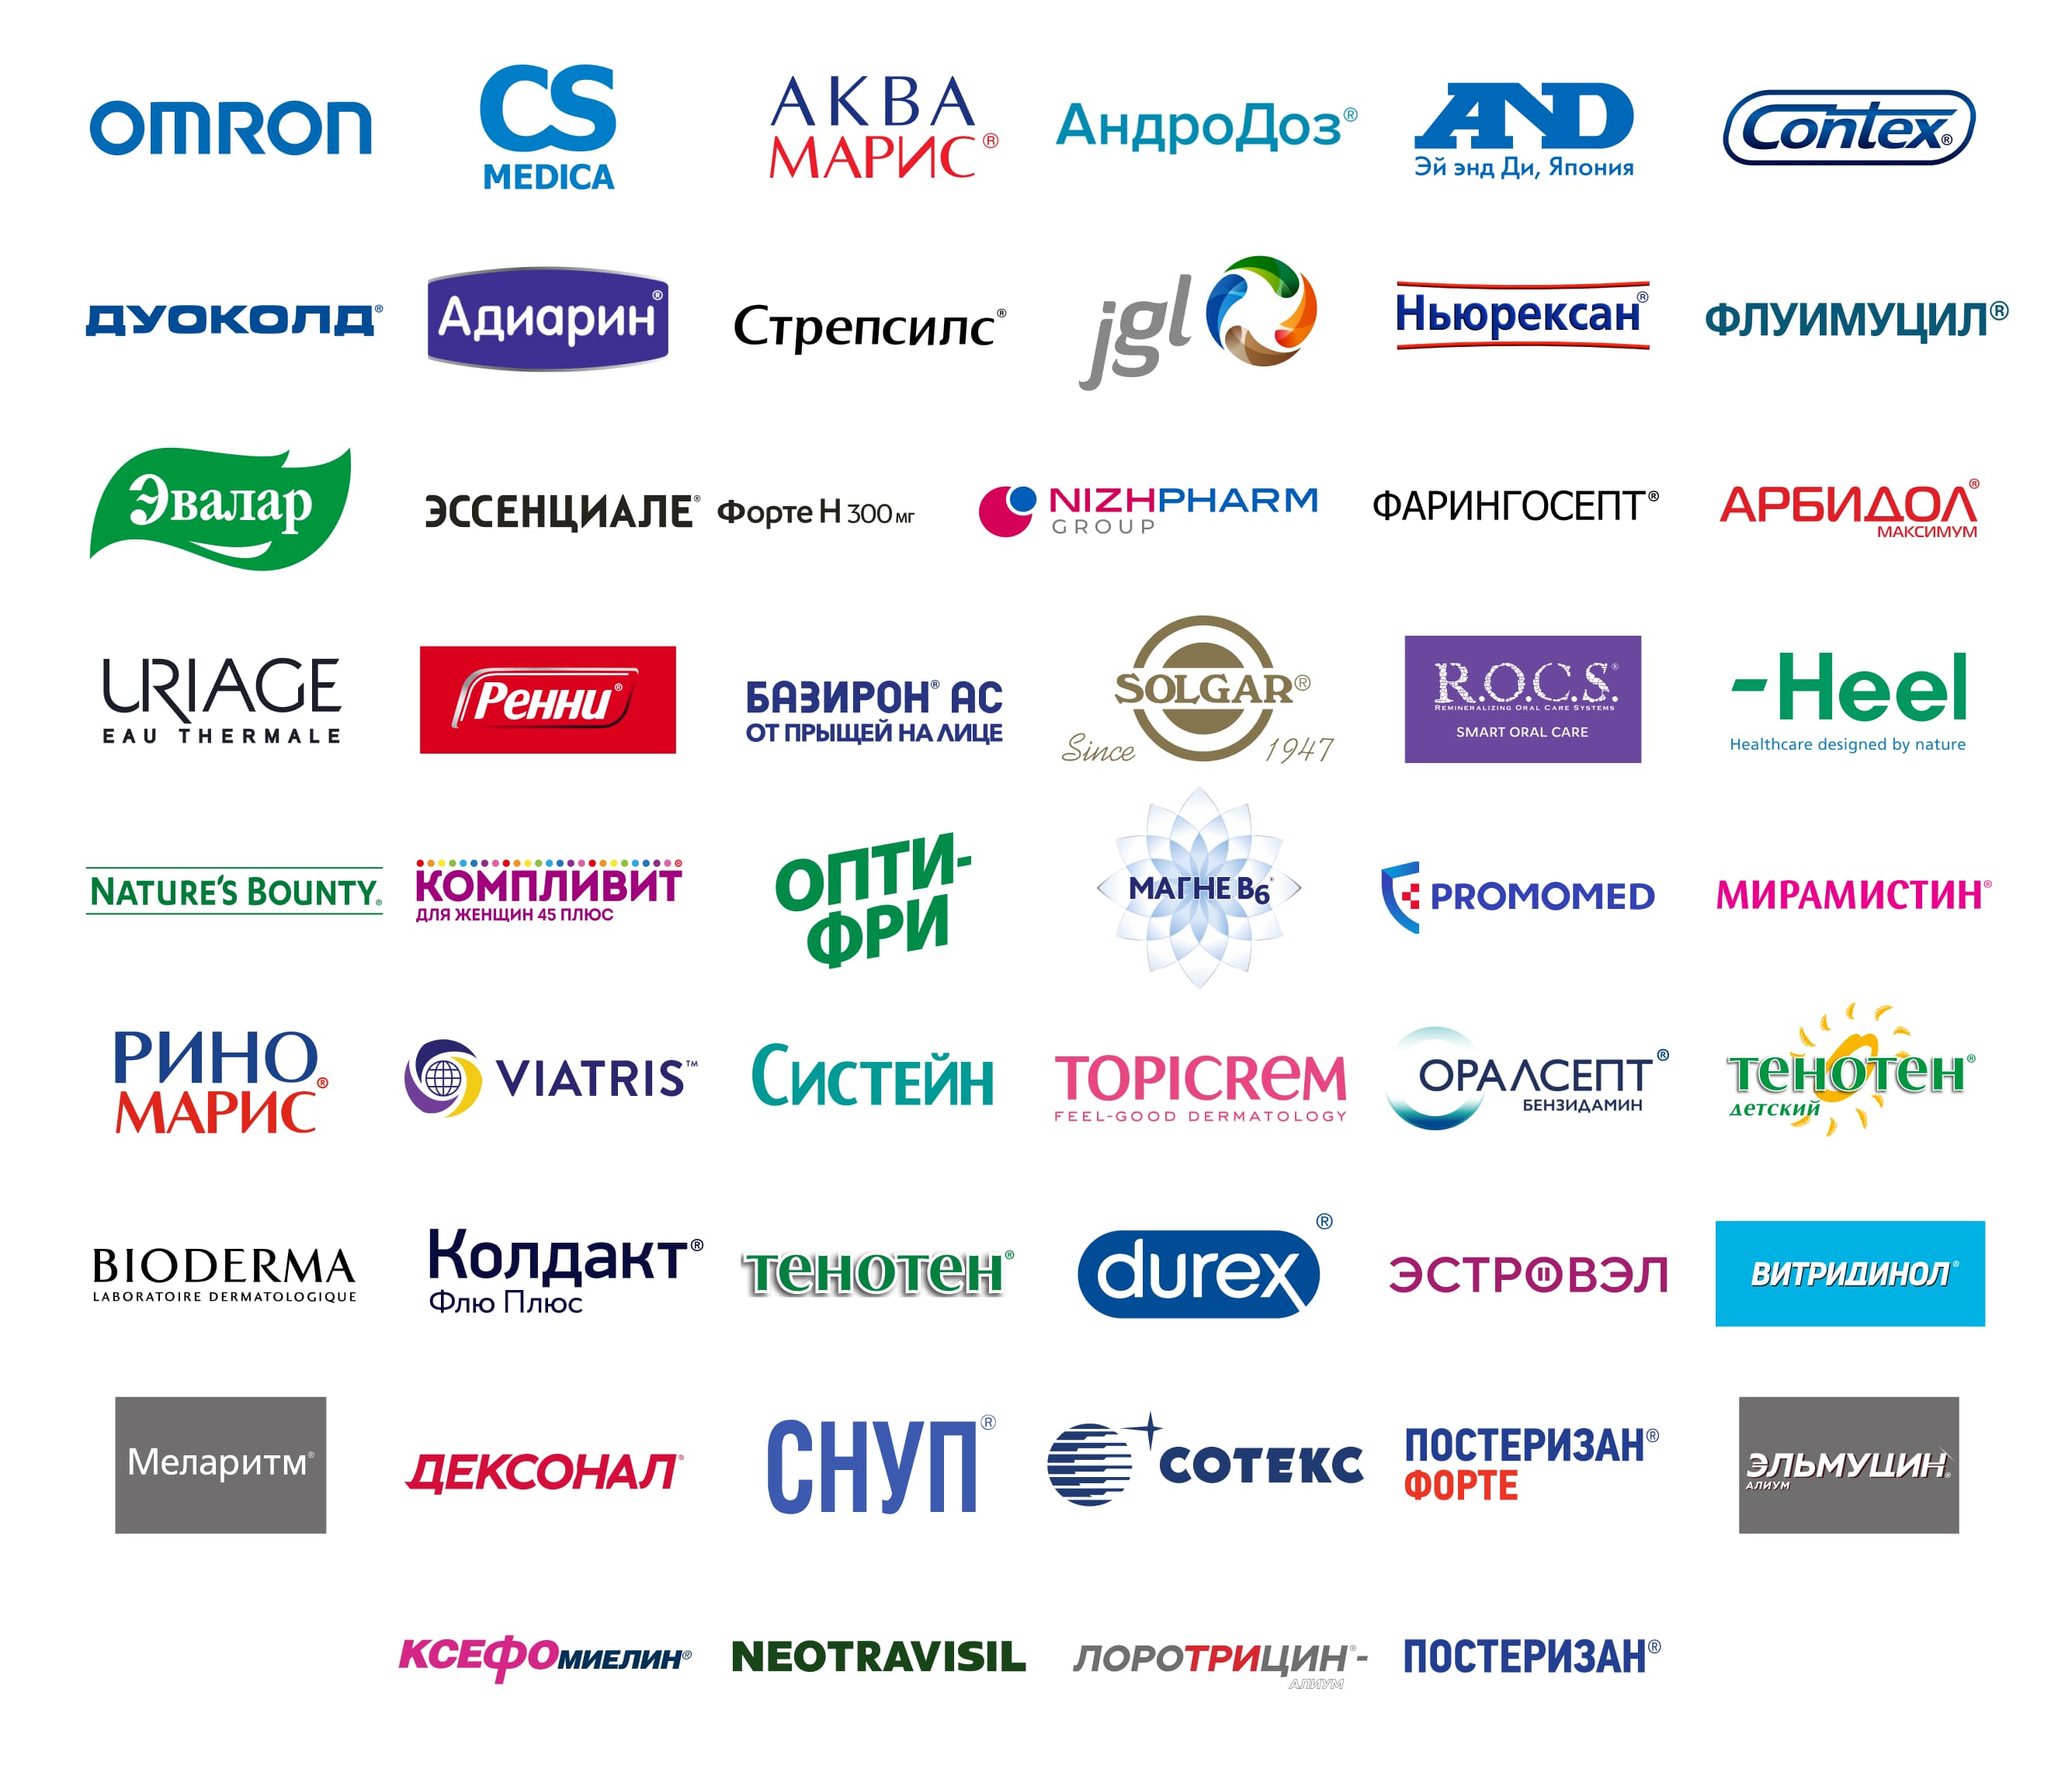 OMRON
CS
MEDICA
АКВА
МАРИС®
АндроДоз®
AND
Эй энд Ди, Япония
Contex®
ДУОКОЛД®
Адиарин®
Стрепсилс®
jgl
Ньюрексан®
ФЛУИМУЦИЛ®
Эвалар
ЭССЕНЦИАЛЕ® Форте Н 300 мг
NIZHPHARM
GROUP
ФАРИНГОСЕПТ®
АРБИДОЛ®
МАКСИМУМ
URIAGE
EAU THERMALE
Ренни®
БАЗИРОН® АС
ОТ ПРЫЩЕЙ НА ЛИЦЕ
SOLGAR®
Since 1947
R.O.C.S.®
REMINERALIZING ORAL CARE SYSTEMS
SMART ORAL CARE
-Heel
Healthcare designed by nature
NATURE'S BOUNTY®
КОМПЛИВИТ®
ДЛЯ ЖЕНЩИН 45 ПЛЮС
ОПТИ-
ФРИ
МАГНЕ B6®
PROMOMED
МИРАМИСТИН®
РИНО
МАРИС®
VIATRIS™
СИСТЕЙН
TOPICREM
FEEL-GOOD DERMATOLOGY
ОРАЛСЕПТ®
БЕНЗИДАМИН
тенотен®
детский
BIODERMA
LABORATOIRE DERMATOLOGIQUE
Колдакт®
Флю Плюс
тенотен®
durex®
ЭСТРОВЭЛ
ВИТРИДИНОЛ®
Меларитм®
ДЕКСОНАЛ®
СНУП®
СОТЕКС
ПОСТЕРИЗАН®
ФОРТЕ
ЭЛЬМУЦИН®
АЛИУМ
КСЕФОМИЕЛИН®
NEOTRAVISIL
ЛОРОТРИЦИН®-
АЛИУМ
ПОСТЕРИЗАН®